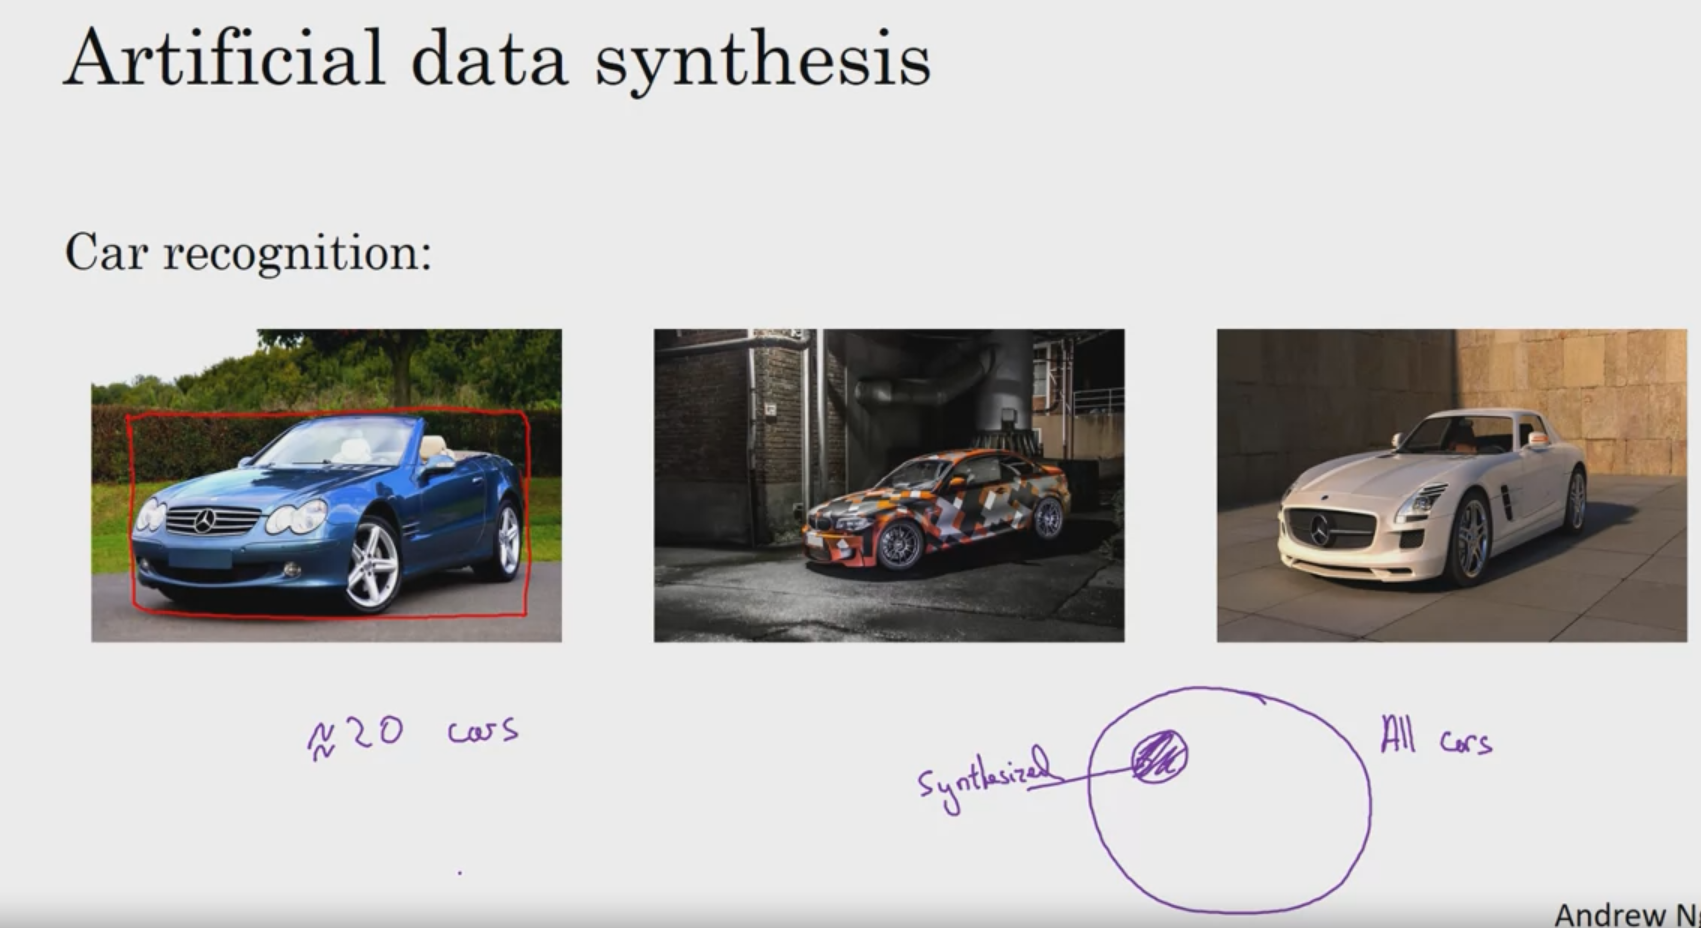 Artificial data synthesis
Car recognition:
≈20 cars
Synthesized
All cars
Andrew Ng